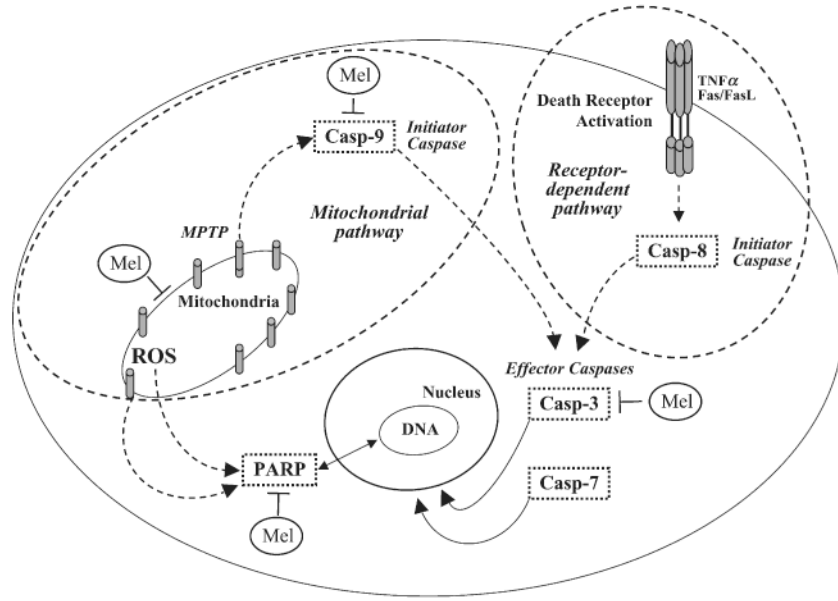 Mel
TNFα
Fas/FasL
Death Receptor
Activation
Casp-9
Initiator
Caspase
Receptor-
dependent
pathway
MPTP
Mitochondrial
pathway
Mel
Casp-8
Initiator
Caspase
Mitochondria
ROS
Effector Caspases
Nucleus
Casp-3
Mel
DNA
PARP
Casp-7
Mel